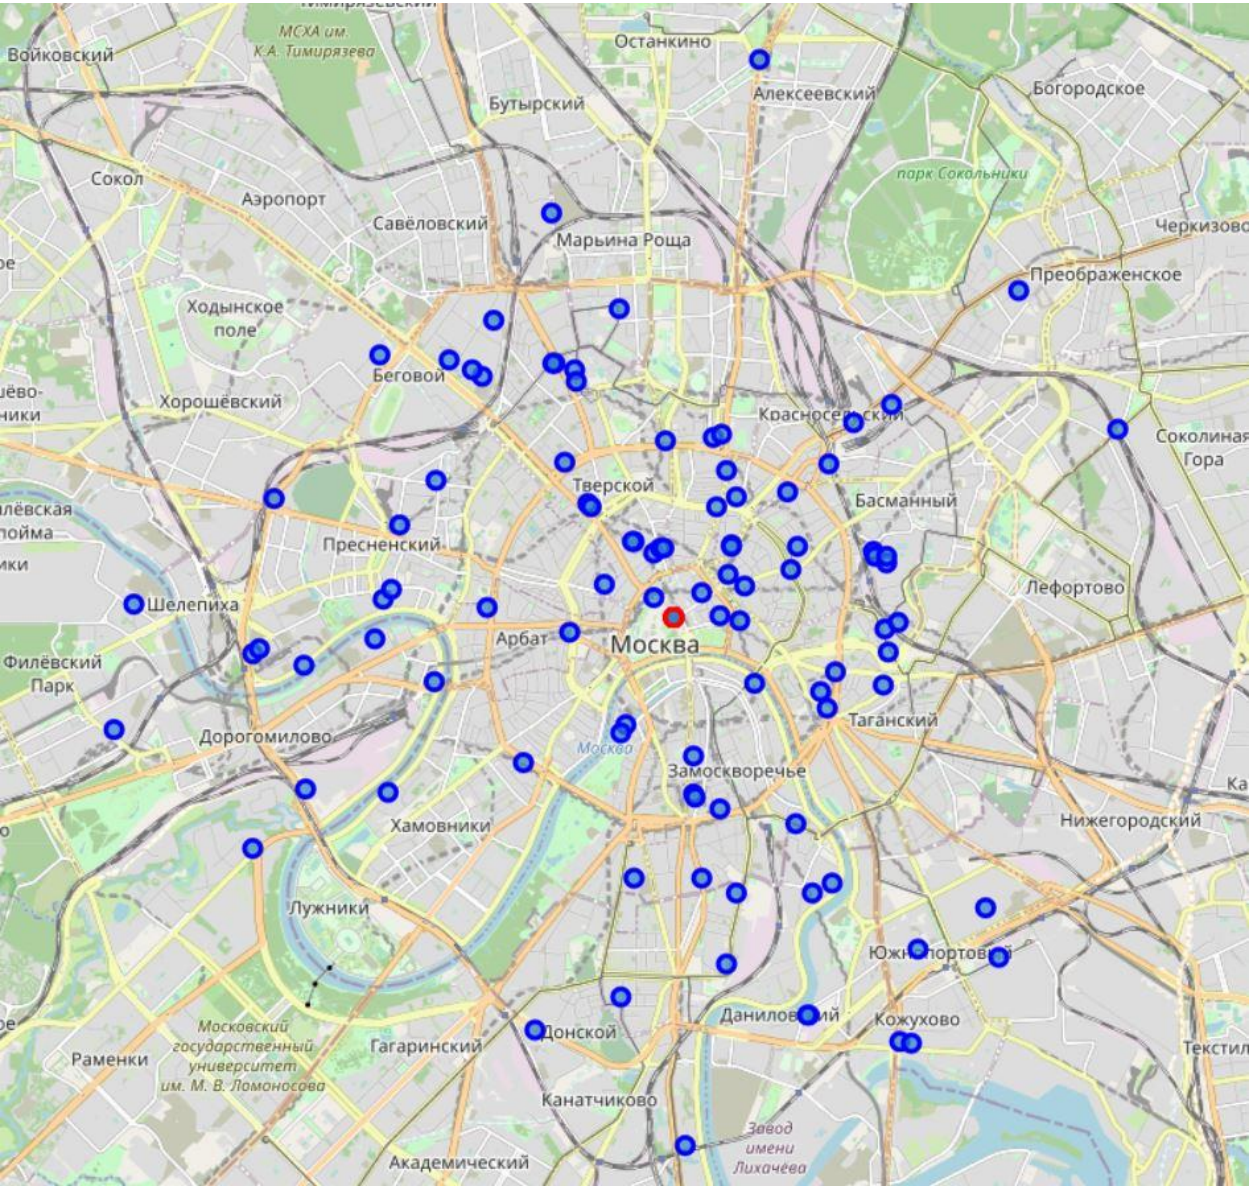 Войковский
МСХА им.
К.А. Тимирязева
Останкино
Бутырский
Алексеевский
Богородское
Сокол
Аэропорт
парк Сокольники
Савёловский
Марьина Роща
Преображенское
Ходынское
поле
Беговой
Хорошёвский
Красносельский
Соколиная
Гора
Тверской
Басманный
Пресненский
пойма
Лефортово
Шелепиха
Арбат
Москва
Филёвский
Парк
Таганский
Дорогомилово
Москва
Замоскворечье
Хамовники
Нижегородский
Лужники
Южнопортовый
Даниловский
Кожухово
Московский
государственный
университет
им. М. В. Ломоносова
Раменки
Гагаринский
Донской
Канатчиково
Завод
имени
Лихачёва
Академический